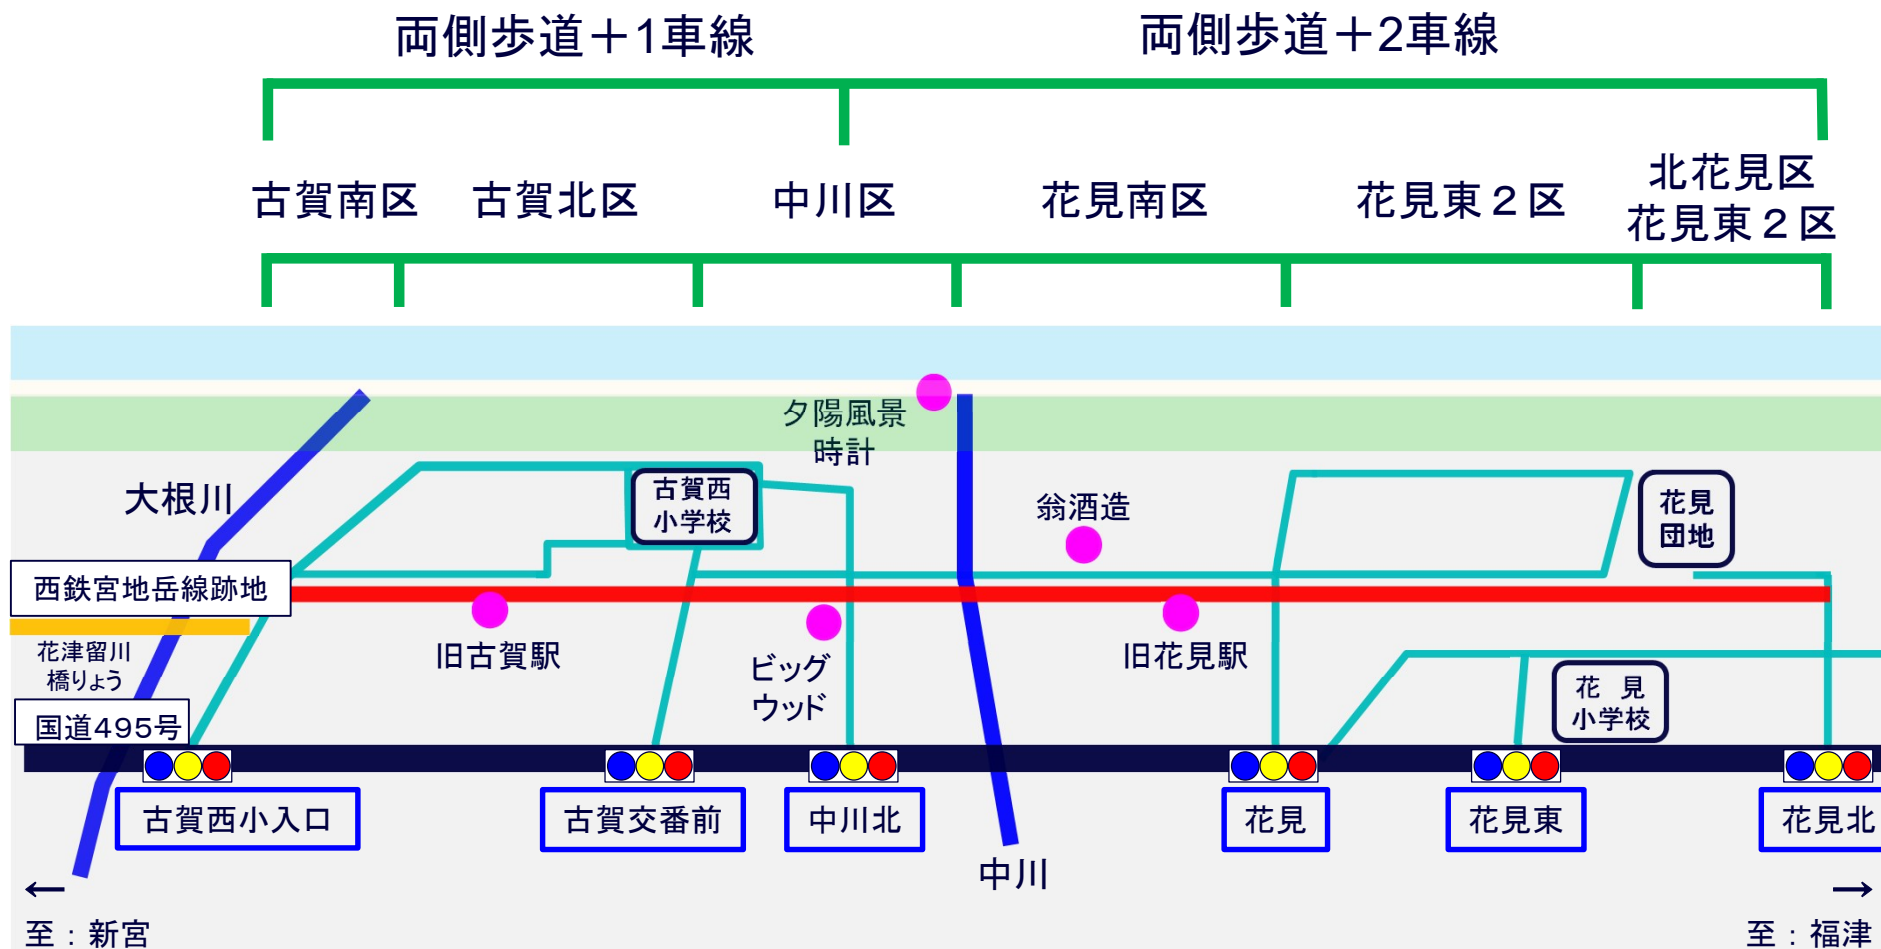 両側歩道＋1車線
両側歩道＋2車線
古賀南区
古賀北区
中川区
花見南区
花見東２区
北花見区
花見東２区
夕陽風景
時計
大根川
古賀西
小学校
翁酒造
花見
団地
西鉄宮地岳線跡地
花津留川
橋りょう
旧古賀駅
ビッグ
ウッド
旧花見駅
花 見
小学校
国道495号
古賀西小入口
古賀交番前
中川北
花見
花見東
花見北
中川
←
至：新宮
→
至：福津